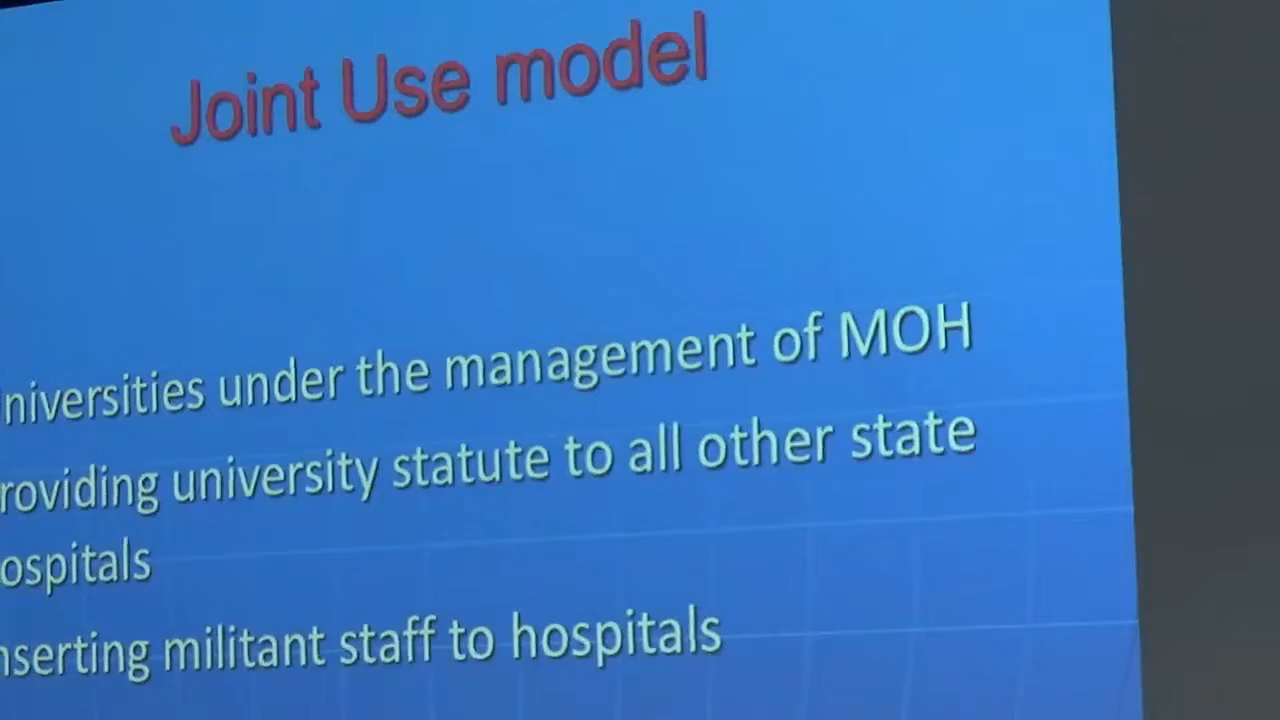 Joint Use model
niversities under the management of MOH
roviding university statute to all other state
ospitals
nserting militant staff to hospitals